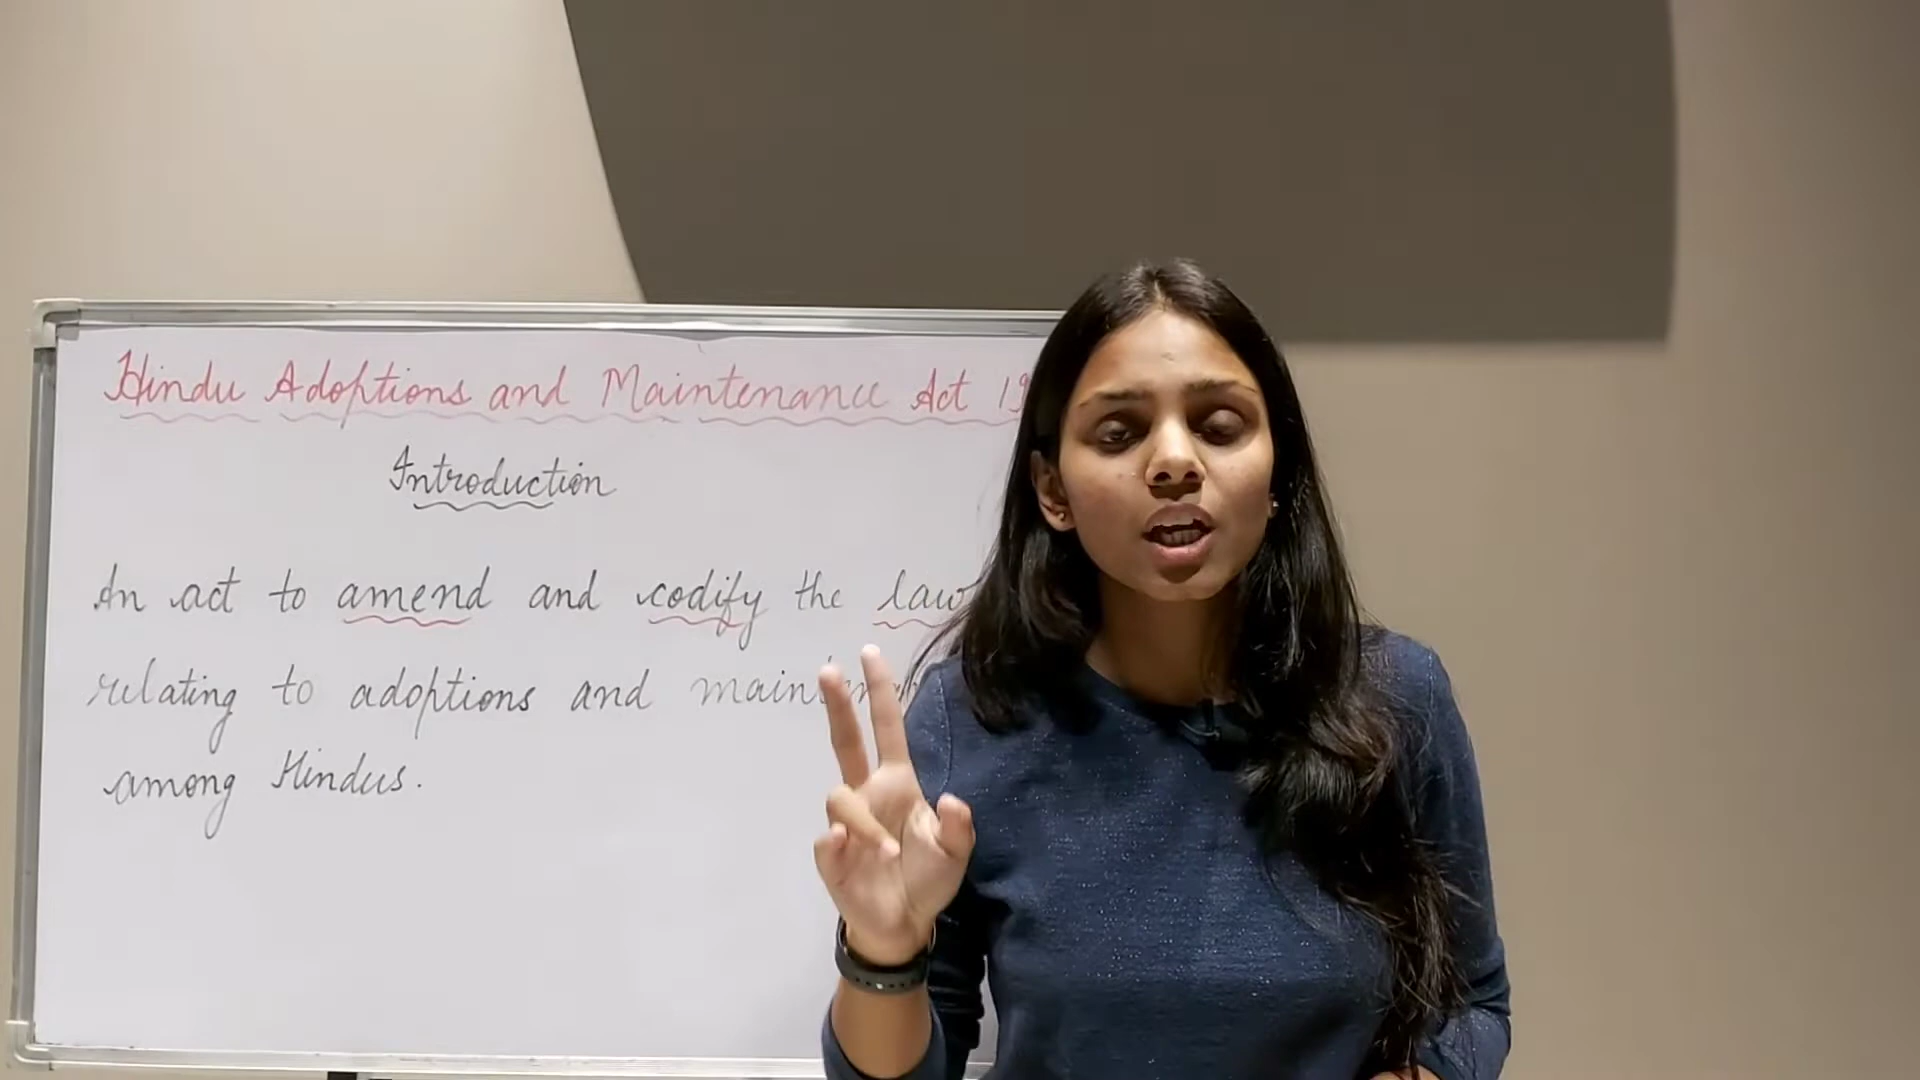 Hindu Adoptions and Maintenance Act 19
Introduction
An act to amend and codify the law
relating to adoptions and
among Hindus.